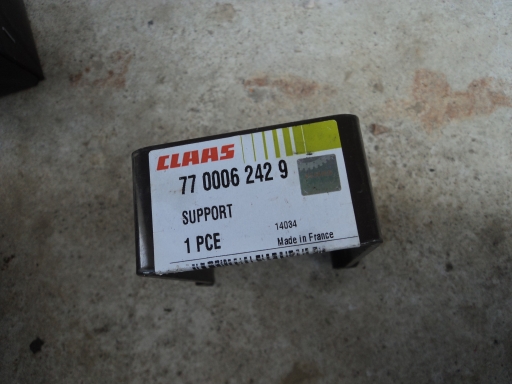 CLAAS
77 0006 242 9
SUPPORT
14034
1 PCE
Made in France